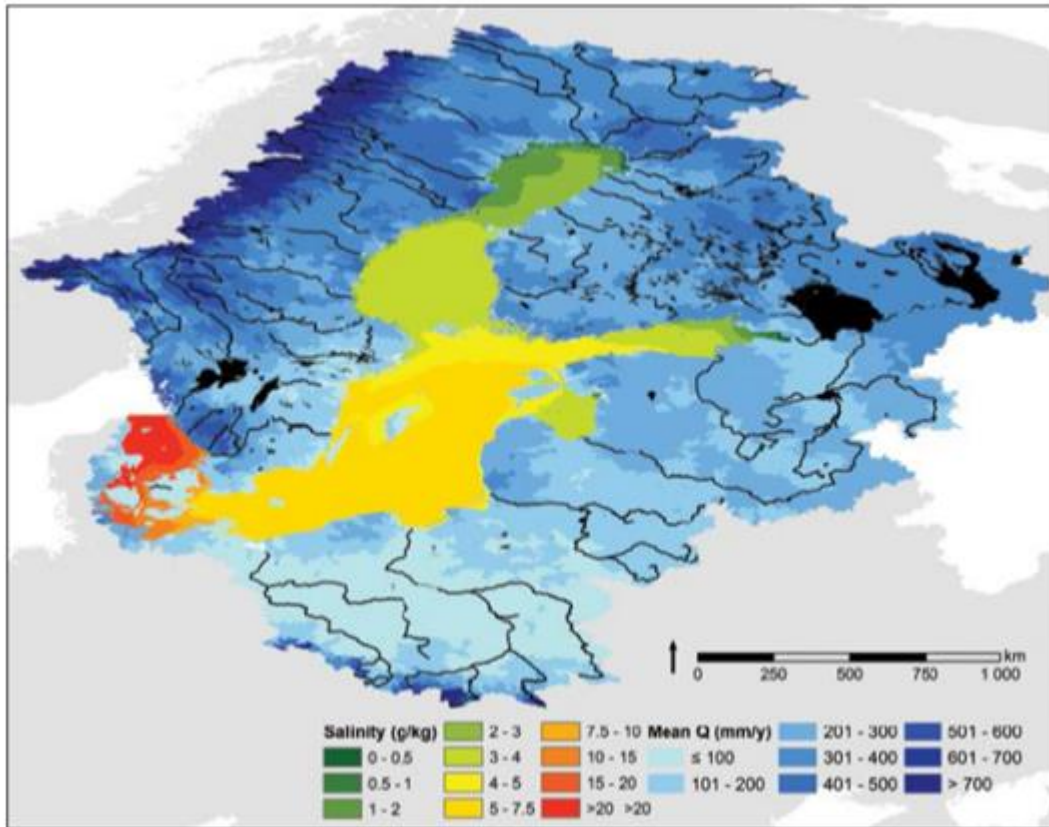 km
0 250 500 750 1 000
Salinity (g/kg) 2 - 3 7.5 - 10 Mean Q (mm/y) 201 - 300 501 - 600
0 - 0.5 3 - 4 10 - 15 ≤ 100 301 - 400 601 - 700
0.5 - 1 4 - 5 15 - 20 101 - 200 401 - 500 > 700
1 - 2 5 - 7.5 >20 >20